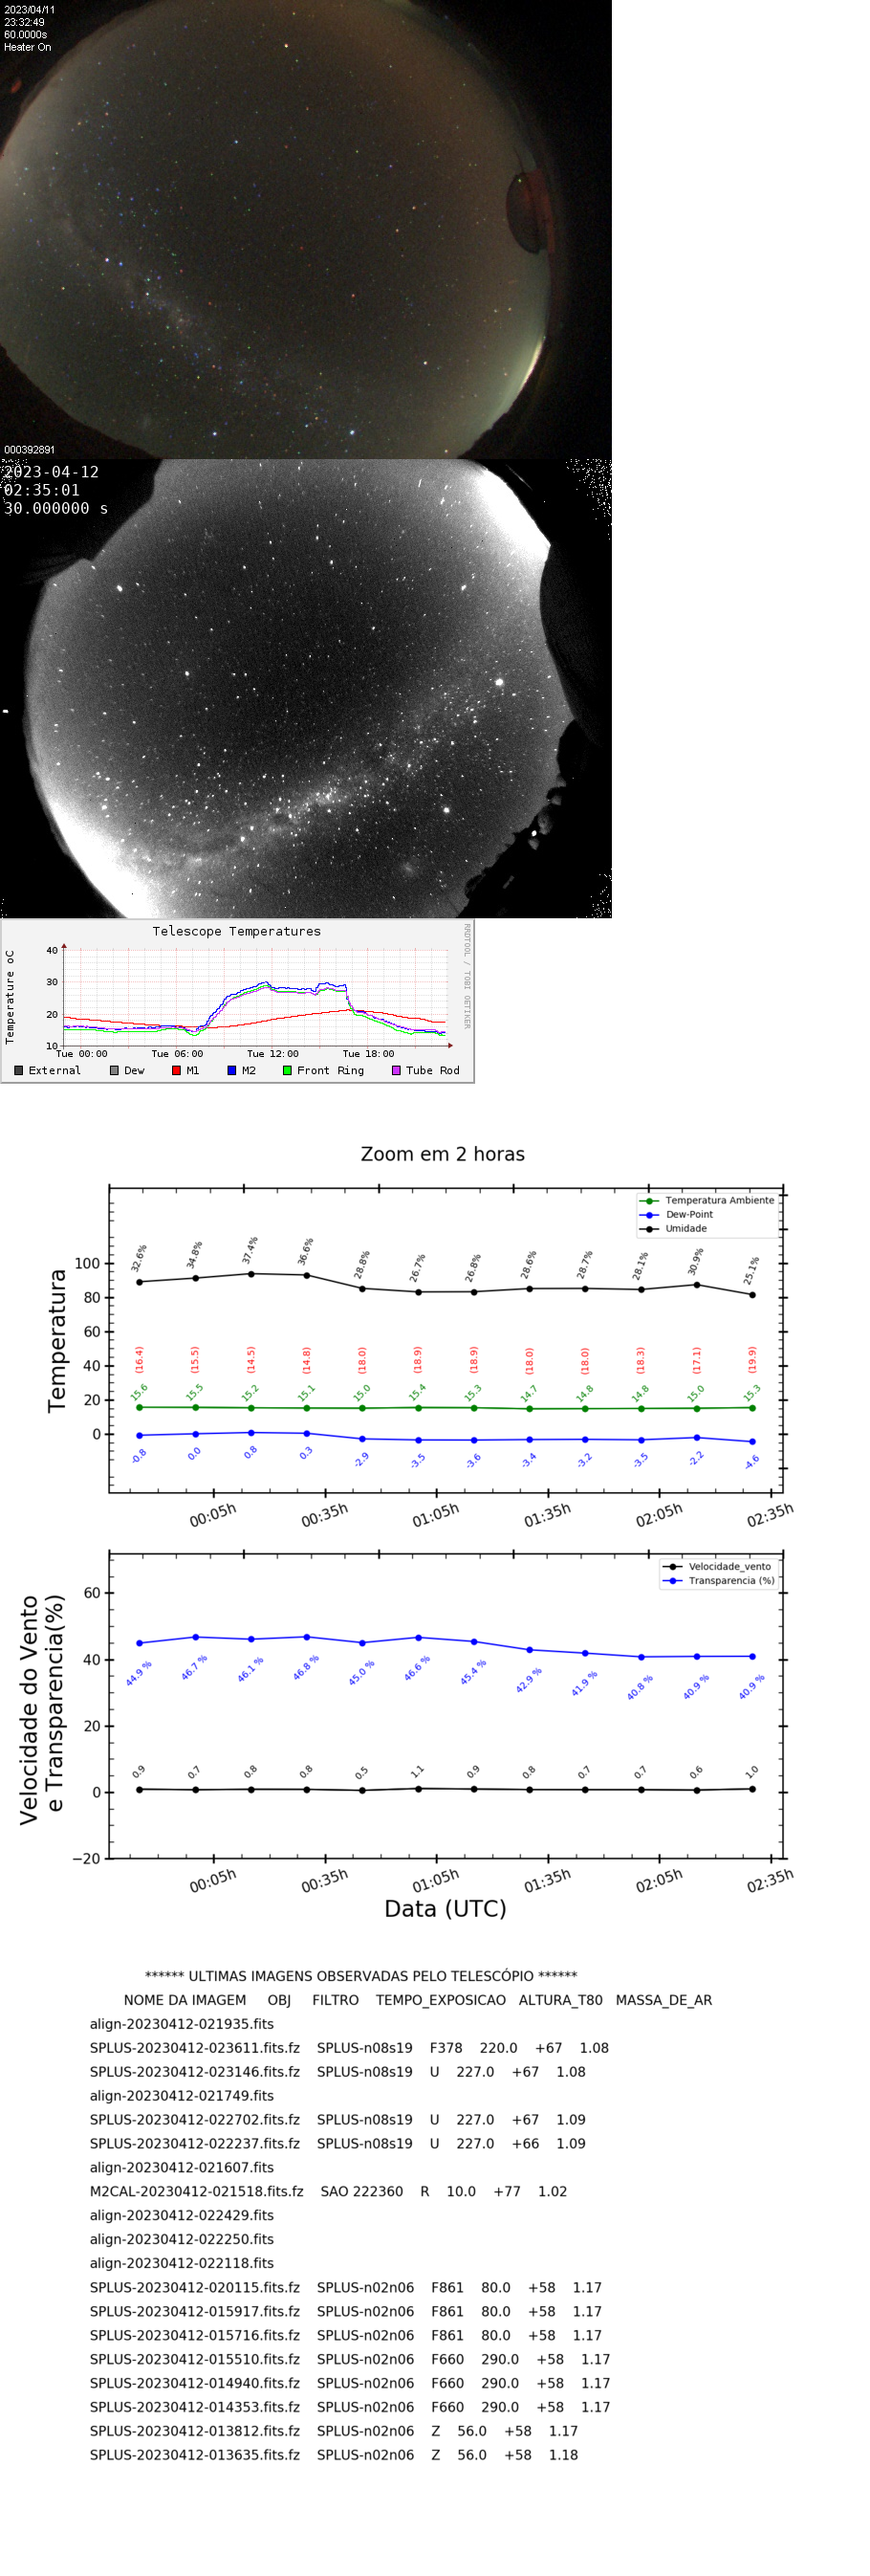 2023/04/11
23:32:49
60.0000s
Heater On
000392891
2023-04-12
02:35:01
30.000000 s
Telescope Temperatures
RRDTOOL / TOBI OETIKER
Temperature oC
40
30
20
10
Tue 00:00 Tue 06:00 Tue 12:00 Tue 18:00
External Dew M1 M2 Front Ring Tube Rod
Zoom em 2 horas
Temperatura Ambiente
Dew-Point
Umidade
Temperatura
100
80
60
40
20
0
32.6% 34.8% 37.4% 36.6% 28.8% 26.7% 26.8% 28.6% 28.7% 28.1% 30.9% 25.1%
(16.4) (15.5) (14.5) (14.8) (18.0) (18.9) (18.9) (18.0) (18.0) (18.3) (17.1) (19.9)
15.6 15.5 15.2 15.1 15.0 15.4 15.3 14.7 14.8 14.8 15.0 15.3
-0.8 0.0 0.8 0.3 -2.9 -3.5 -3.6 -3.4 -3.2 -3.5 -2.2 -4.6
00:05h 00:35h 01:05h 01:35h 02:05h 02:35h
Velocidade_vento
Transparencia (%)
Velocidade do Vento
e Transparencia(%)
60
40
20
0
−20
44.9 % 46.7 % 46.1 % 46.8 % 45.0 % 46.6 % 45.4 % 42.9 % 41.9 % 40.8 % 40.9 % 40.9 %
0.9 0.7 0.8 0.8 0.5 1.1 0.9 0.8 0.7 0.7 0.6 1.0
00:05h 00:35h 01:05h 01:35h 02:05h 02:35h
Data (UTC)
****** ULTIMAS IMAGENS OBSERVADAS PELO TELESCÓPIO ******
NOME DA IMAGEM OBJ FILTRO TEMPO_EXPOSICAO ALTURA_T80 MASSA_DE_AR
align-20230412-021935.fits
SPLUS-20230412-023611.fits.fz SPLUS-n08s19 F378 220.0 +67 1.08
SPLUS-20230412-023146.fits.fz SPLUS-n08s19 U 227.0 +67 1.08
align-20230412-021749.fits
SPLUS-20230412-022702.fits.fz SPLUS-n08s19 U 227.0 +67 1.09
SPLUS-20230412-022237.fits.fz SPLUS-n08s19 U 227.0 +66 1.09
align-20230412-021607.fits
M2CAL-20230412-021518.fits.fz SAO 222360 R 10.0 +77 1.02
align-20230412-022429.fits
align-20230412-022250.fits
align-20230412-022118.fits
SPLUS-20230412-020115.fits.fz SPLUS-n02n06 F861 80.0 +58 1.17
SPLUS-20230412-015917.fits.fz SPLUS-n02n06 F861 80.0 +58 1.17
SPLUS-20230412-015716.fits.fz SPLUS-n02n06 F861 80.0 +58 1.17
SPLUS-20230412-015510.fits.fz SPLUS-n02n06 F660 290.0 +58 1.17
SPLUS-20230412-014940.fits.fz SPLUS-n02n06 F660 290.0 +58 1.17
SPLUS-20230412-014353.fits.fz SPLUS-n02n06 F660 290.0 +58 1.17
SPLUS-20230412-013812.fits.fz SPLUS-n02n06 Z 56.0 +58 1.17
SPLUS-20230412-013635.fits.fz SPLUS-n02n06 Z 56.0 +58 1.18